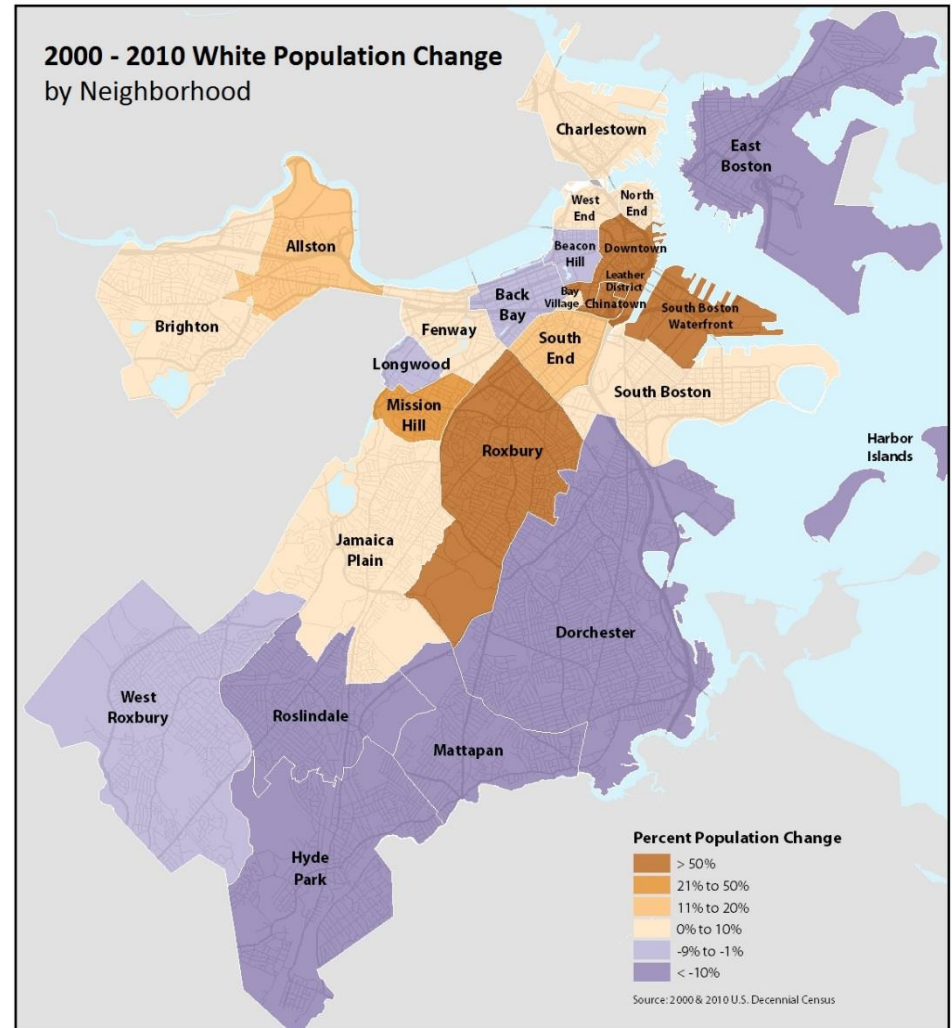 2000 - 2010 White Population Change
by Neighborhood
Charlestown
East
Boston
West
End
North
End
Allston
Beacon
Hill
Downtown
Leather
District
Back
Bay
Bay
Village
Chinatown
South Boston
Waterfront
Brighton
Fenway
South
End
Longwood
South Boston
Mission
Hill
Roxbury
Harbor
Islands
Jamaica
Plain
Dorchester
West
Roxbury
Roslindale
Mattapan
Hyde
Park
Percent Population Change
> 50%
21% to 50%
11% to 20%
0% to 10%
-9% to -1%
< -10%
Source: 2000 & 2010 U.S. Decennial Census